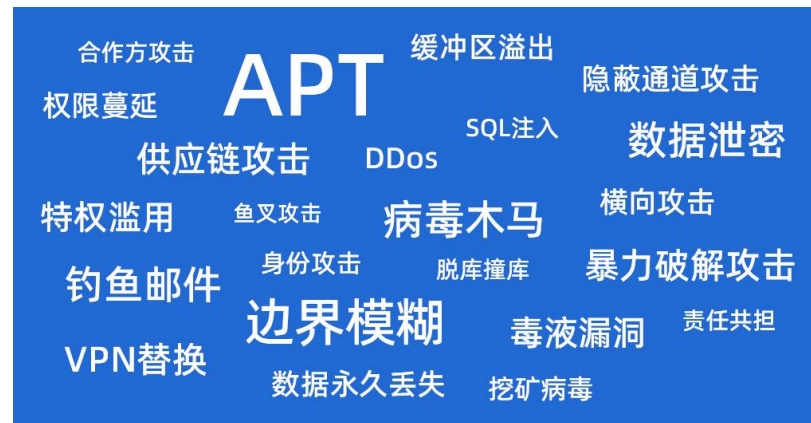 合作方攻击
APT
缓冲区溢出
隐蔽通道攻击
权限蔓延
SQL注入
数据泄密
供应链攻击
DDos
特权滥用
鱼叉攻击
病毒木马
横向攻击
身份攻击
脱库撞库
暴力破解攻击
钓鱼邮件
边界模糊
毒液漏洞
责任共担
VPN替换
数据永久丢失
挖矿病毒